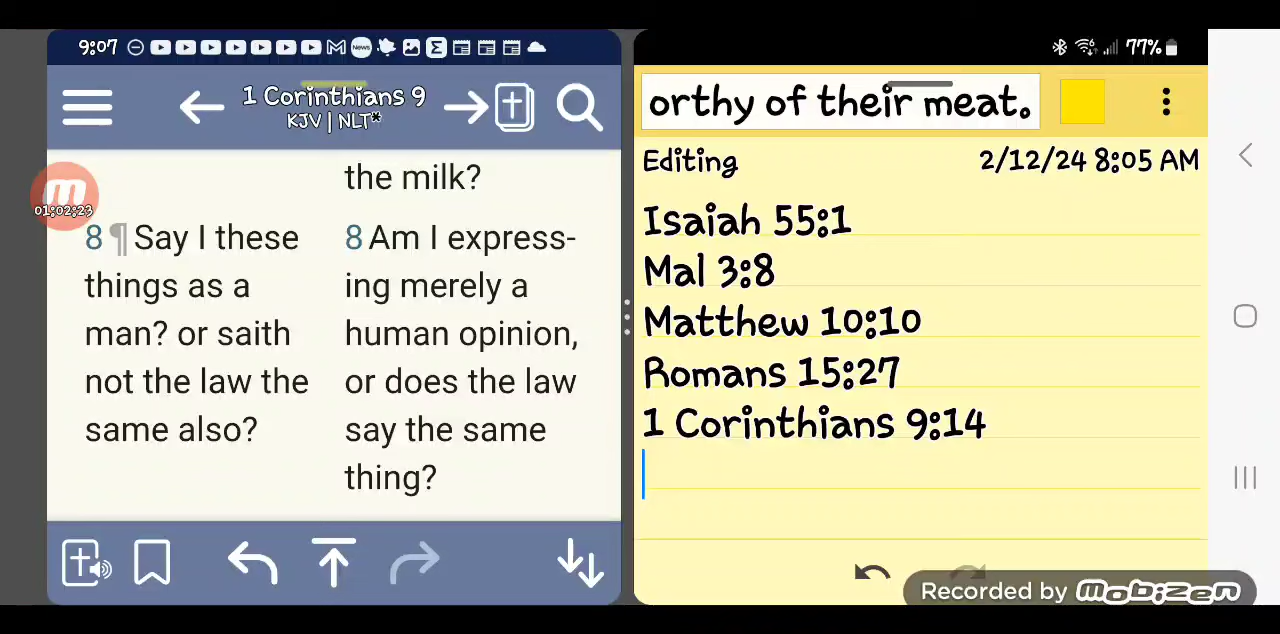 9:07
77%
1 Corinthians 9
KJV | NLT*
the milk?
8 ¶ Say I these
things as a
man? or saith
not the law the
same also?
8 Am I express-
ing merely a
human opinion,
or does the law
say the same
thing?
01:02:23
orthy of their meat.
Editing 2/12/24 8:05 AM
Isaiah 55:1
Mal 3:8
Matthew 10:10
Romans 15:27
1 Corinthians 9:14
Recorded by mobizen